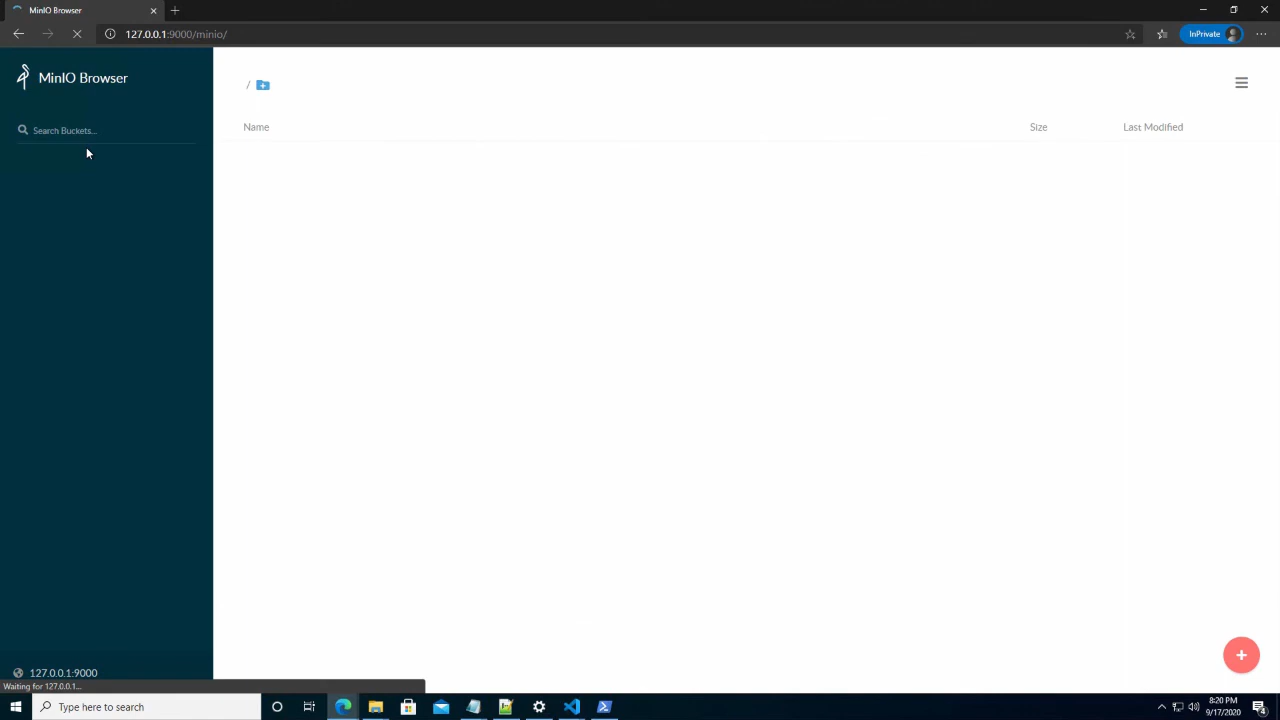 MinIO Browser
127.0.0.1:9000/minio/
InPrivate
MinIO Browser
/
Search Buckets...
Name Size Last Modified
127.0.0.1:9000
Waiting for 127.0.0.1...
Type here to search
8:20 PM
9/17/2020
4